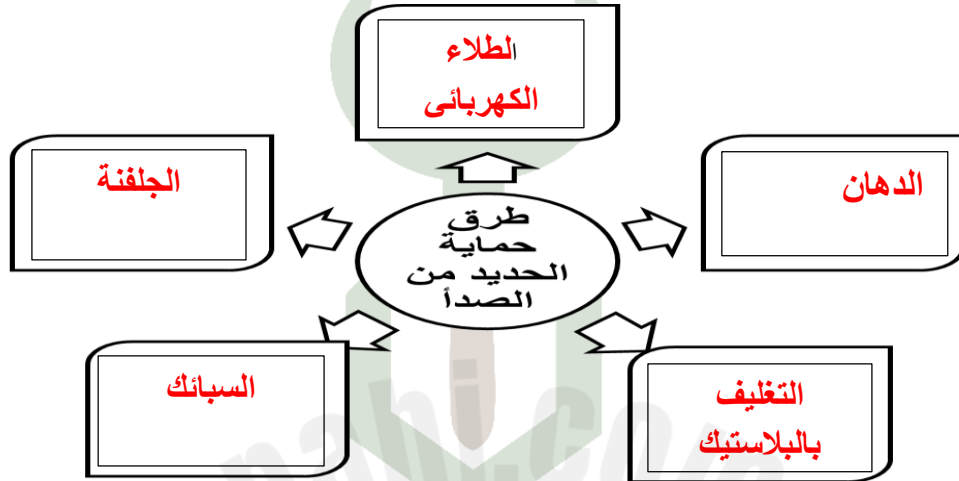 الطلاء
الكهربائى
الدهان
الجلفنة
طرق
حماية
الحديد من
الصدأ
السبائك
التغليف
بالبلاستيك